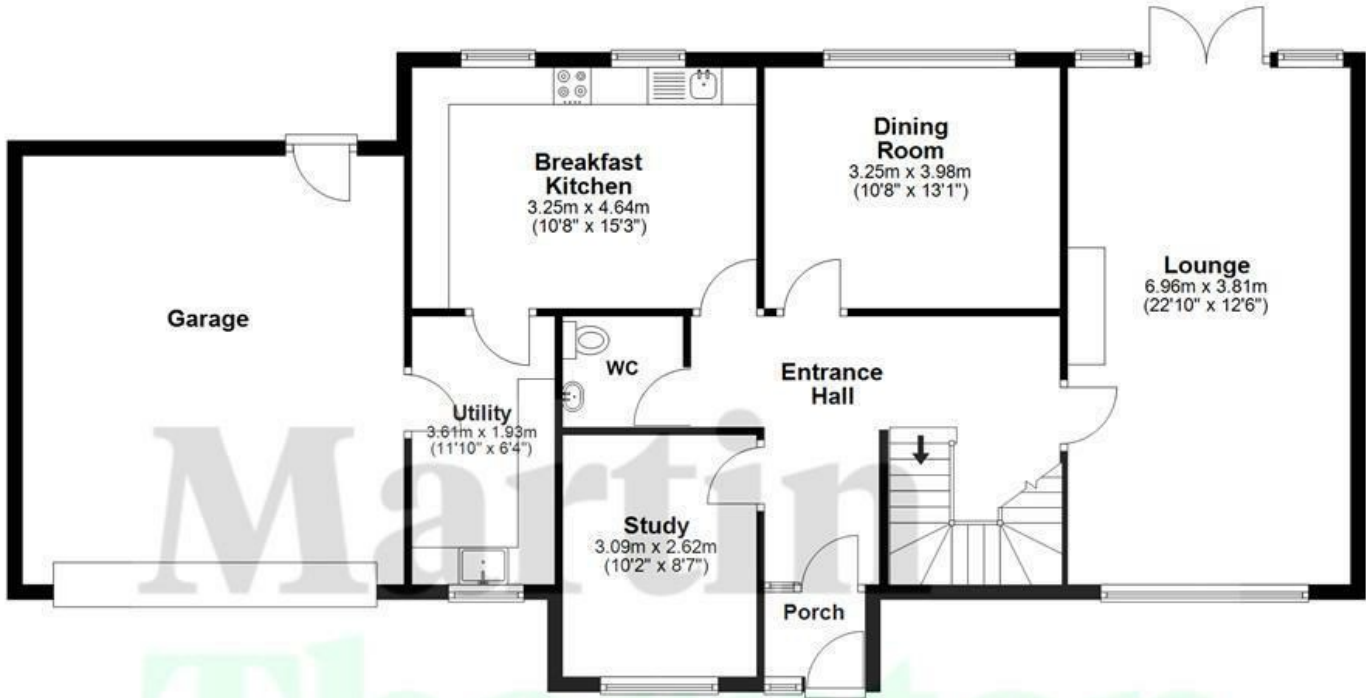 Breakfast
Kitchen
3.25m x 4.64m
(10'8" x 15'3")
Dining
Room
3.25m x 3.98m
(10'8" x 13'1")
Lounge
6.96m x 3.81m
(22'10" x 12'6")
Garage
WC
Entrance
Hall
Utility
3.61m x 1.93m
(11'10" x 6'4")
Study
3.09m x 2.62m
(10'2" x 8'7")
Porch
Martin